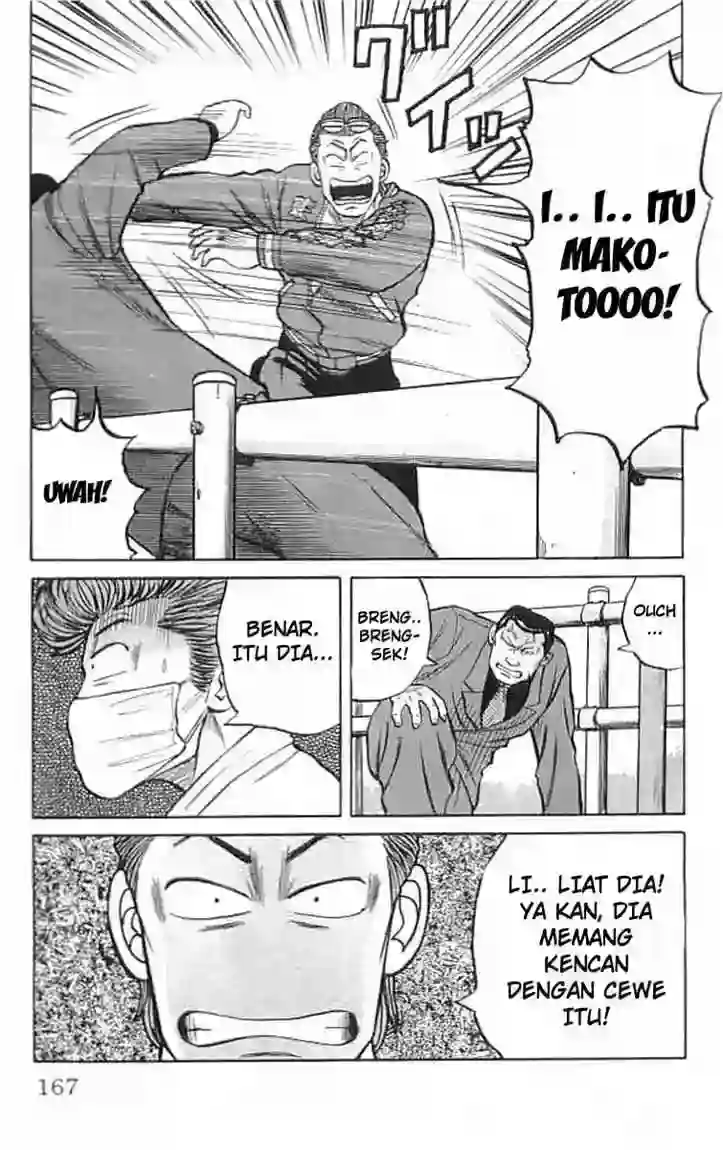 グ
グ
イッ
I.. I.. ITU
MAKO-
TOOOO!
UWAH!
OUCH
...
BRENG..
BRENG-
SEK!
BENAR.
ITU DIA...
LI.. LIAT DIA!
YA KAN, DIA
MEMANG
KENCAN
DENGAN CEWE
ITU!
167